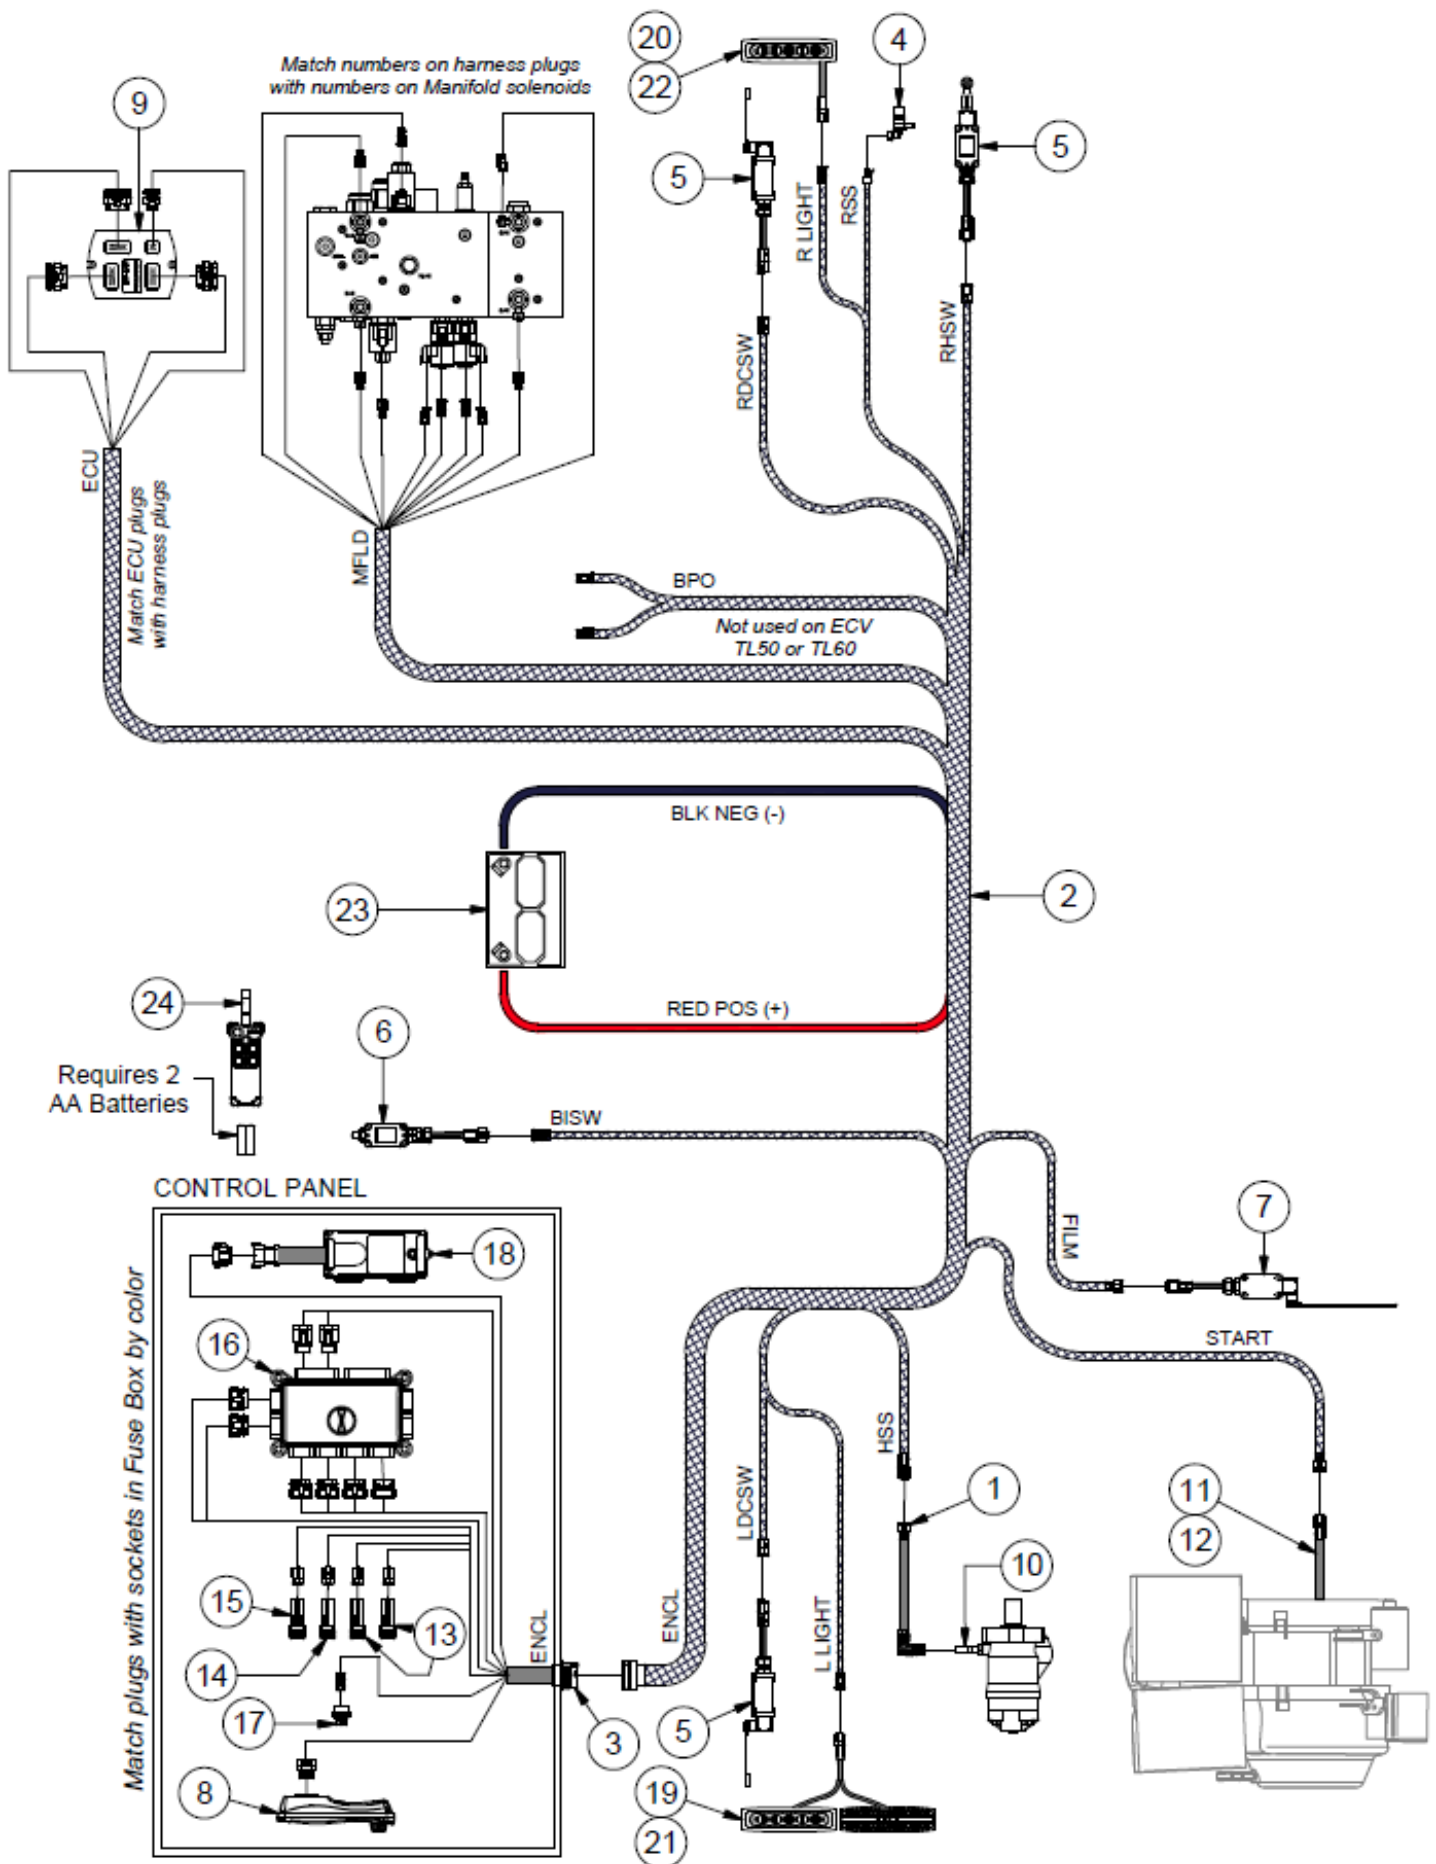 20
22
4
Match numbers on harness plugs
with numbers on Manifold solenoids
9
5
5
R LIGHT
RSS
RDCSW
RHSW
ECU
Match ECU plugs
with harness plugs
MFLD
BPO
Not used on ECV
TL50 or TL60
BLK NEG (-)
23
2
24
RED POS (+)
6
Requires 2
AA Batteries
BISW
CONTROL PANEL
7
FILM
18
16
START
Match plugs with sockets in Fuse Box by color
HSS
LDCSW
1
11
12
10
15
13
14
ENCL
ENCL
L LIGHT
17
5
3
8
19
21